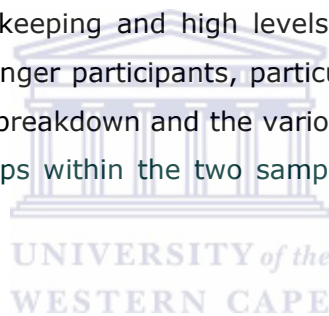 keeping and high levels
nger participants, particu
breakdown and the vario
ps within the two samp
UNIVERSITY of the
WESTERN CAPE